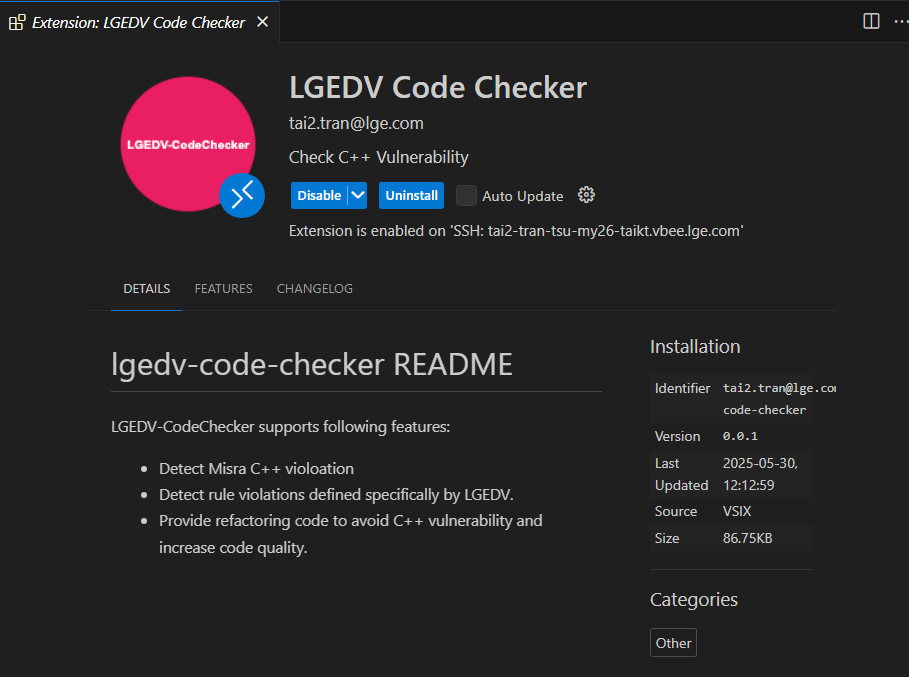 Extension: LGEDV Code Checker
LGEDV-CodeChecker
LGEDV Code Checker
tai2.tran@lge.com
Check C++ Vulnerability
Disable
Uninstall
Auto Update
Extension is enabled on 'SSH: tai2-tran-tsu-my26-taikt.vbee.lge.com'
DETAILS FEATURES CHANGELOG
lgedv-code-checker README
LGEDV-CodeChecker supports following features:
• Detect Misra C++ violoation
• Detect rule violations defined specifically by LGEDV.
• Provide refactoring code to avoid C++ vulnerability and
increase code quality.
Installation
Identifier tai2.tran@lge.com
code-checker
Version 0.0.1
Last 2025-05-30,
Updated 12:12:59
Source VSIX
Size 86.75KB
Categories
Other